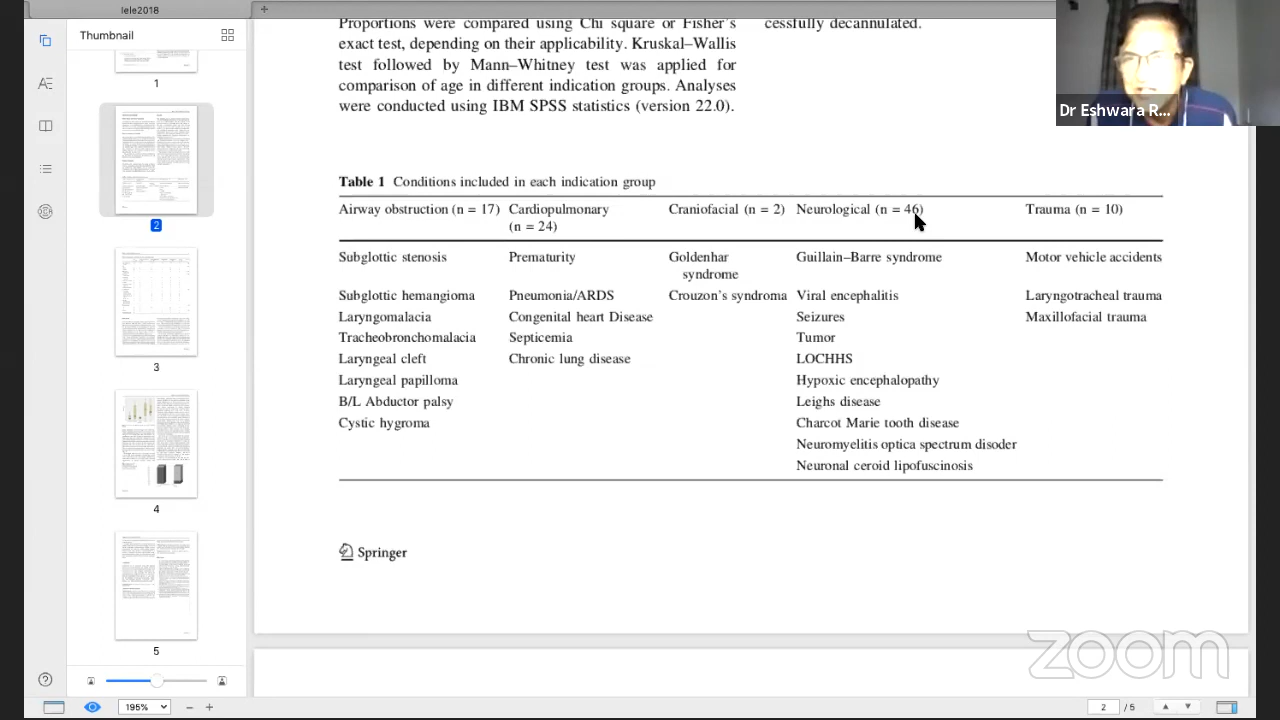 lele2018
Thumbnail
1
2
3
4
5
Proportions were compared using Chi square or Fisher's
exact test, depending on their applicability. Kruskal–Wallis
test followed by Mann–Whitney test was applied for
comparison of age in different indication groups. Analyses
were conducted using IBM SPSS statistics (version 22.0).
cessfully decannulated.
Dr Eshwara R...
Table 1 Conditions included in each indication group
Airway obstruction (n = 17) Cardiopulmonary (n = 24) Craniofacial (n = 2) Neurological (n = 46) Trauma (n = 10)
Subglottic stenosis Prematurity Goldenhar syndrome Guillain–Barre syndrome Motor vehicle accidents
Subglottic hemangioma Pneumonia/ARDS Crouzon's syndrome Viral encephalitis Laryngotracheal trauma
Laryngomalacia Congenital heart Disease Seizures Maxillofacial trauma
Tracheobronchomalacia Septicemia Tumor
Laryngeal cleft Chronic lung disease LOCHHS
Laryngeal papilloma Hypoxic encephalopathy
B/L Abductor palsy Leighs disease
Cystic hygroma Charcot Marie tooth disease
Neuromyelitis optica spectrum disoder
Neuronal ceroid lipofuscinosis
Springer
zoom
195%
2 / 5